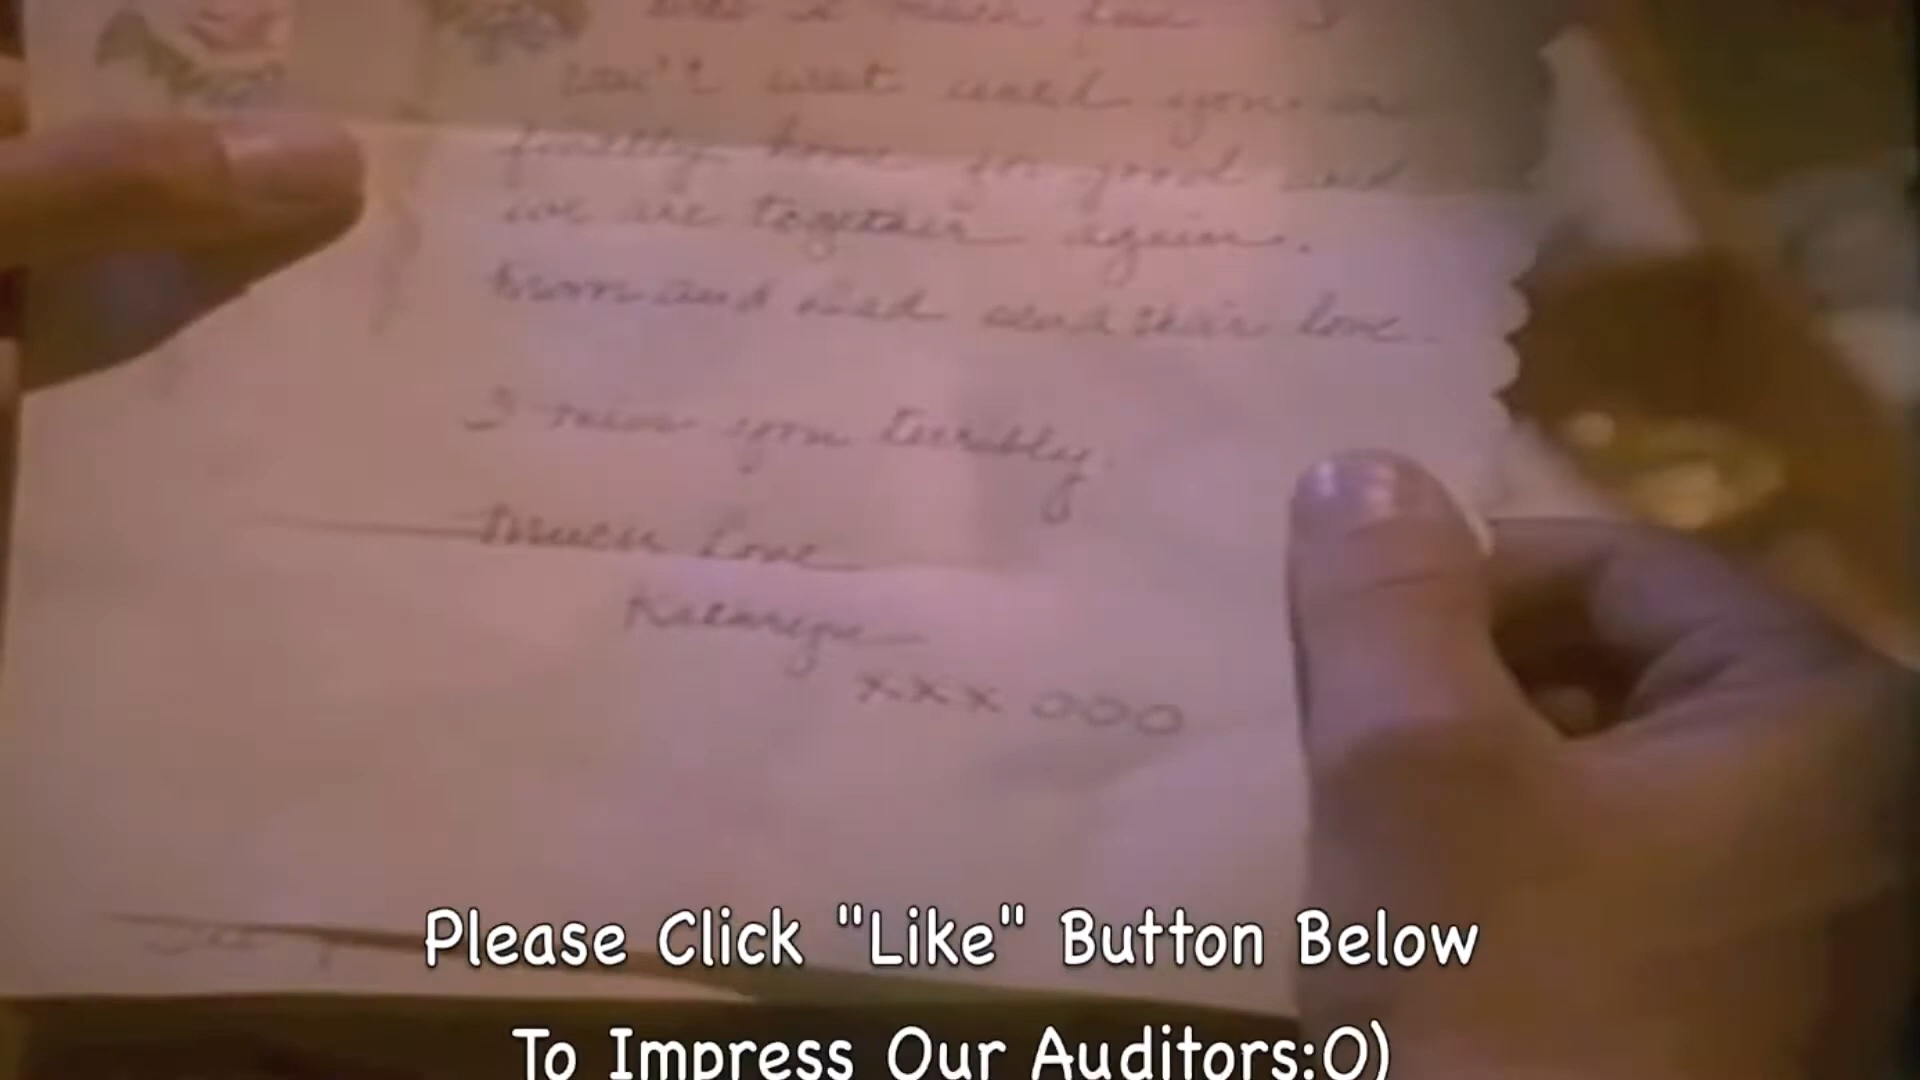 can't wait until you're
finally home for good and
we are together again.
Mom and Dad send their love.
I miss you terribly.
Much Love
xxx ooo
Please Click "Like" Button Below
To Impress Our Auditors:O)